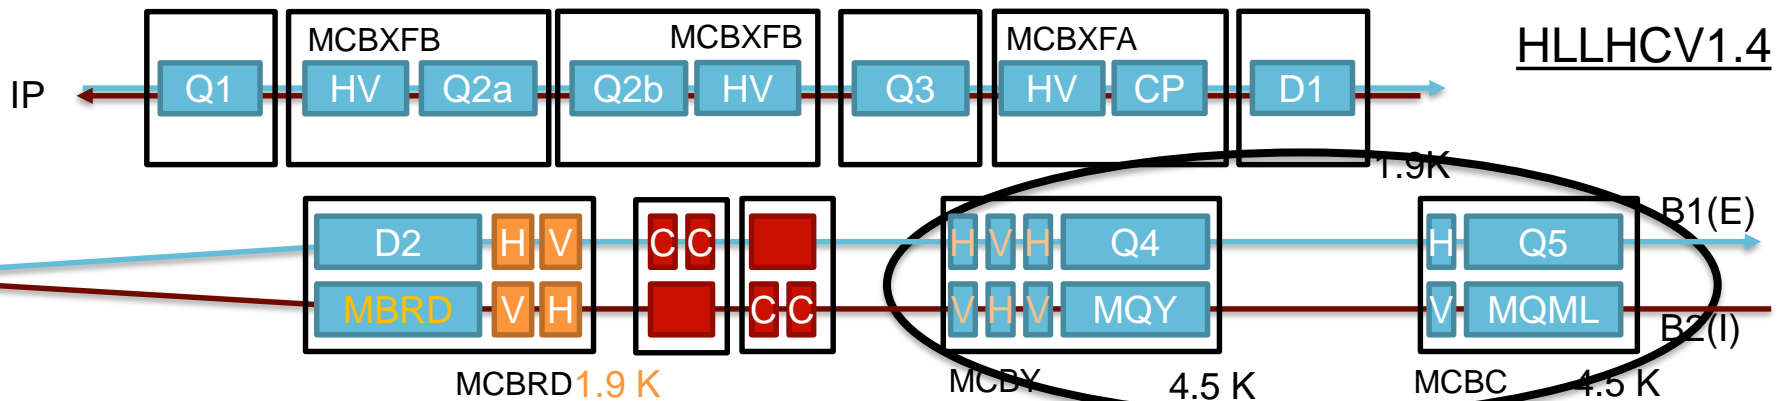 MCBXFB MCBXFB MCBXFA HLLHCV1.4
IP Q1 HV Q2a Q2b HV Q3 HV CP D1
1.9K
B1(E)
D2 H V C C H V H Q4 H Q5
MBRD V H C C V H V MQY V MQML
B2(I)
MCBRD 1.9 K MCBY 4.5 K MCBC 4.5 K